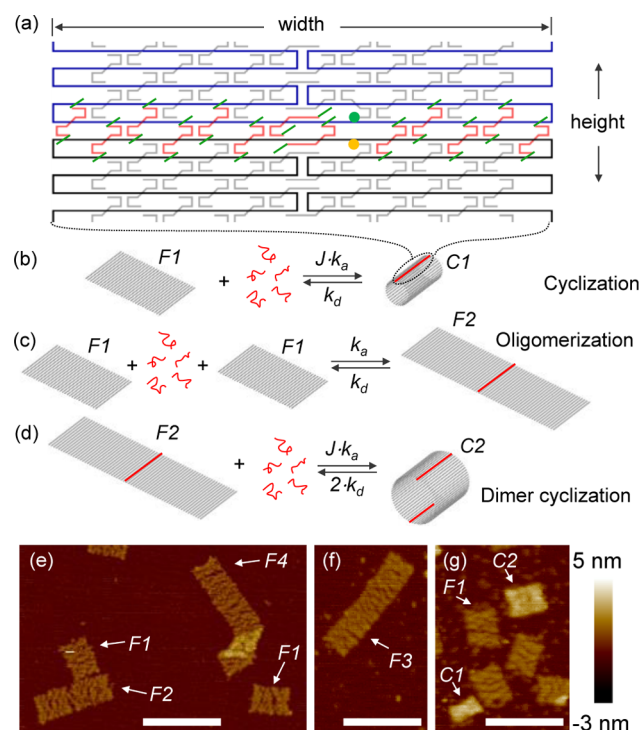 (a)
width
height
(b)
F1
+
J·ka
kd
C1
Cyclization
(c)
F1
+
+
F1
ka
kd
F2
Oligomerization
(d)
F2
+
J·ka
2·kd
C2
Dimer cyclization
(e)
F4
F1
F2
F1
(f)
F3
(g)
C2
F1
C1
5 nm
-3 nm